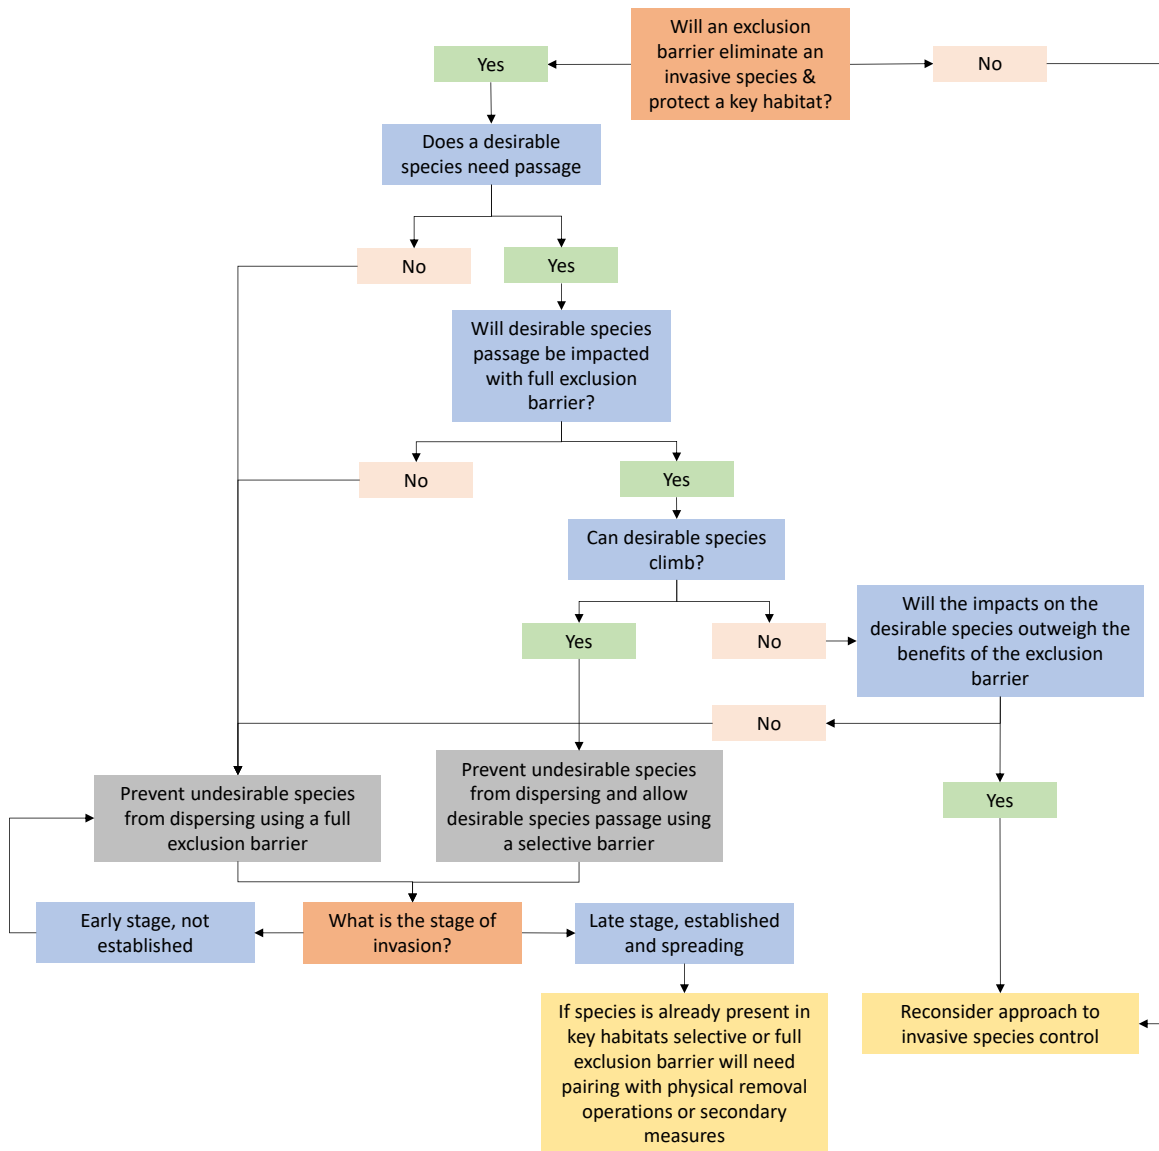 Will an exclusion
barrier eliminate an
invasive species &
protect a key habitat?
Yes
No
Does a desirable
species need passage
No
Yes
Will desirable species
passage be impacted
with full exclusion
barrier?
No
Yes
Can desirable species
climb?
Yes
No
Will the impacts on the
desirable species outweigh the
benefits of the exclusion
barrier
No
Yes
Prevent undesirable species
from dispersing using a full
exclusion barrier
Prevent undesirable species
from dispersing and allow
desirable species passage using
a selective barrier
Early stage, not
established
What is the stage of
invasion?
Late stage, established
and spreading
If species is already present in
key habitats selective or full
exclusion barrier will need
pairing with physical removal
operations or secondary
measures
Reconsider approach to
invasive species control